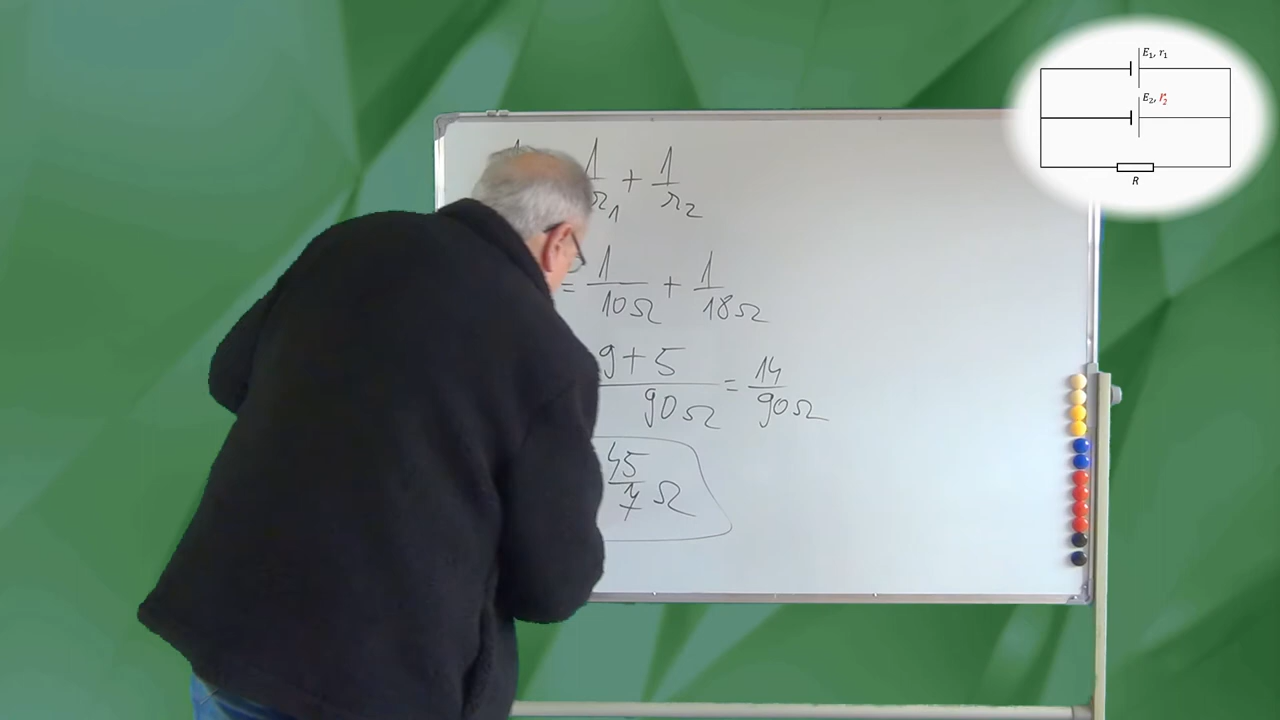 1/r₁ + 1/r₂
= 1/10Ω + 1/18Ω
9+5/90Ω = 14/90Ω
45/7 Ω
E₁, r₁
E₂, r₂
R